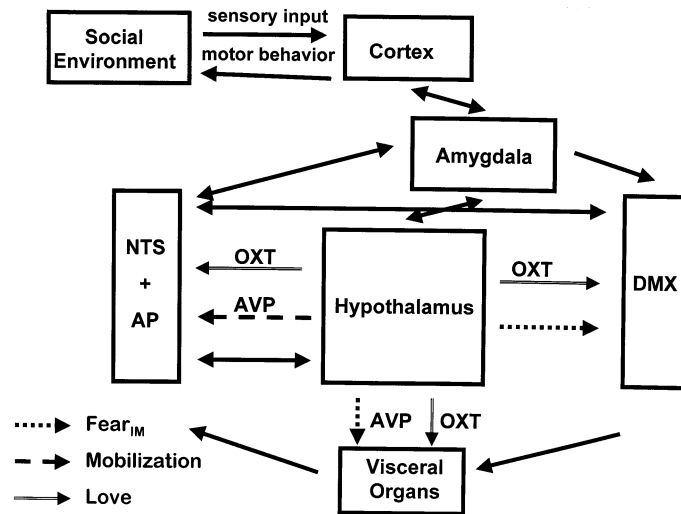 sensory input
Social
Environment
motor behavior
Cortex
Amygdala
NTS
+
AP
OXT
AVP
Hypothalamus
OXT
DMX
AVP
OXT
Visceral
Organs
FearIM
Mobilization
Love